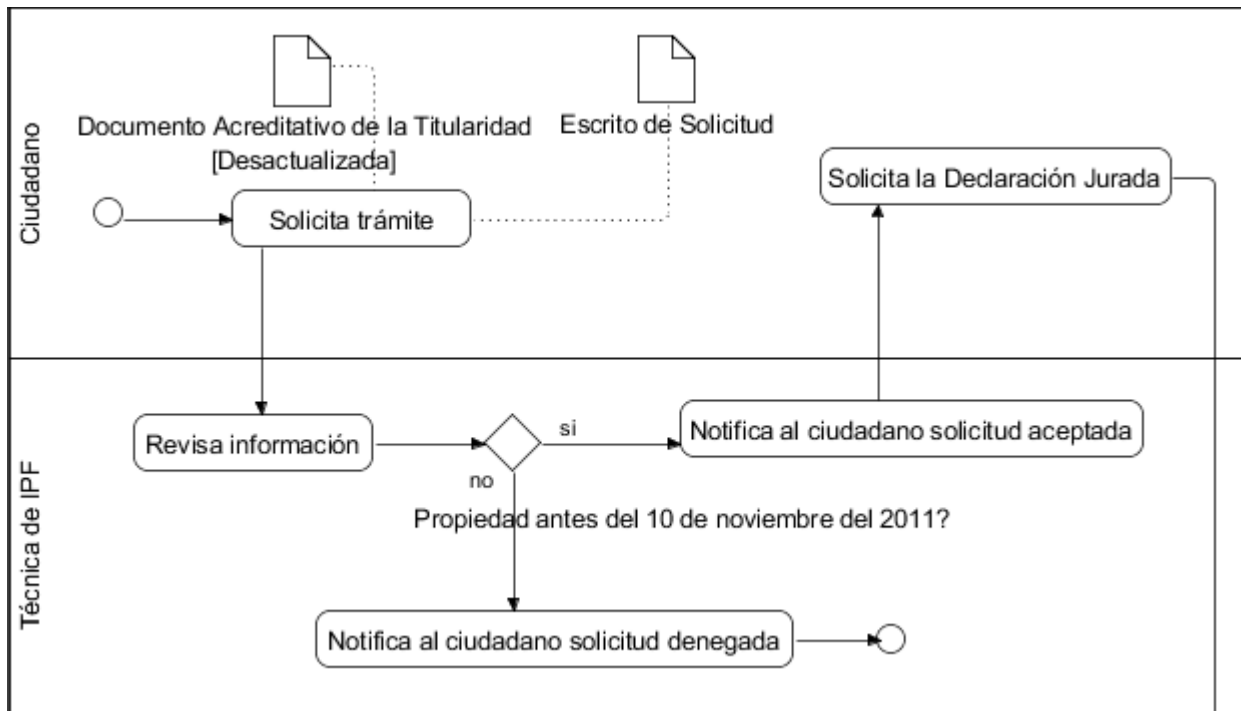 Ciudadano
Documento Acreditativo de la Titularidad
[Desactualizada]
Escrito de Solicitud
Solicita trámite
Solicita la Declaración Jurada
Técnica de IPF
Revisa información
si
no
Notifica al ciudadano solicitud aceptada
Propiedad antes del 10 de noviembre del 2011?
Notifica al ciudadano solicitud denegada